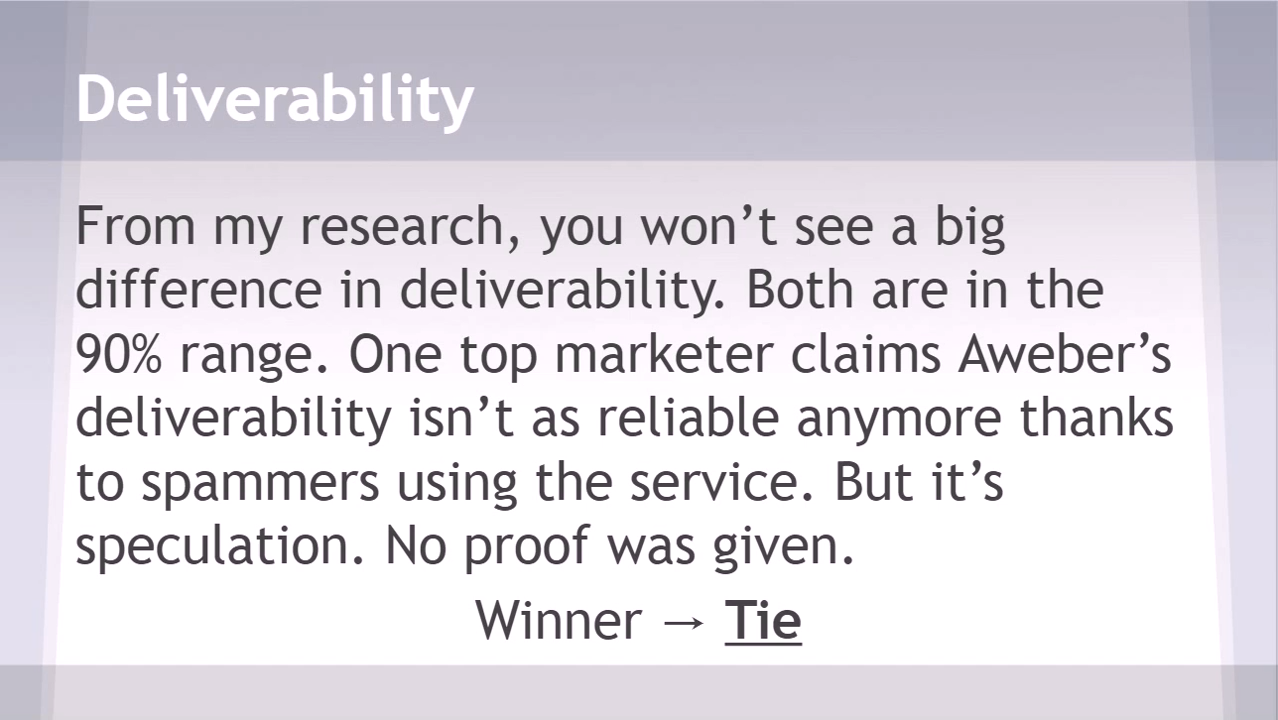 Deliverability
From my research, you won’t see a big
difference in deliverability. Both are in the
90% range. One top marketer claims Aweber’s
deliverability isn’t as reliable anymore thanks
to spammers using the service. But it’s
speculation. No proof was given.
Winner → Tie